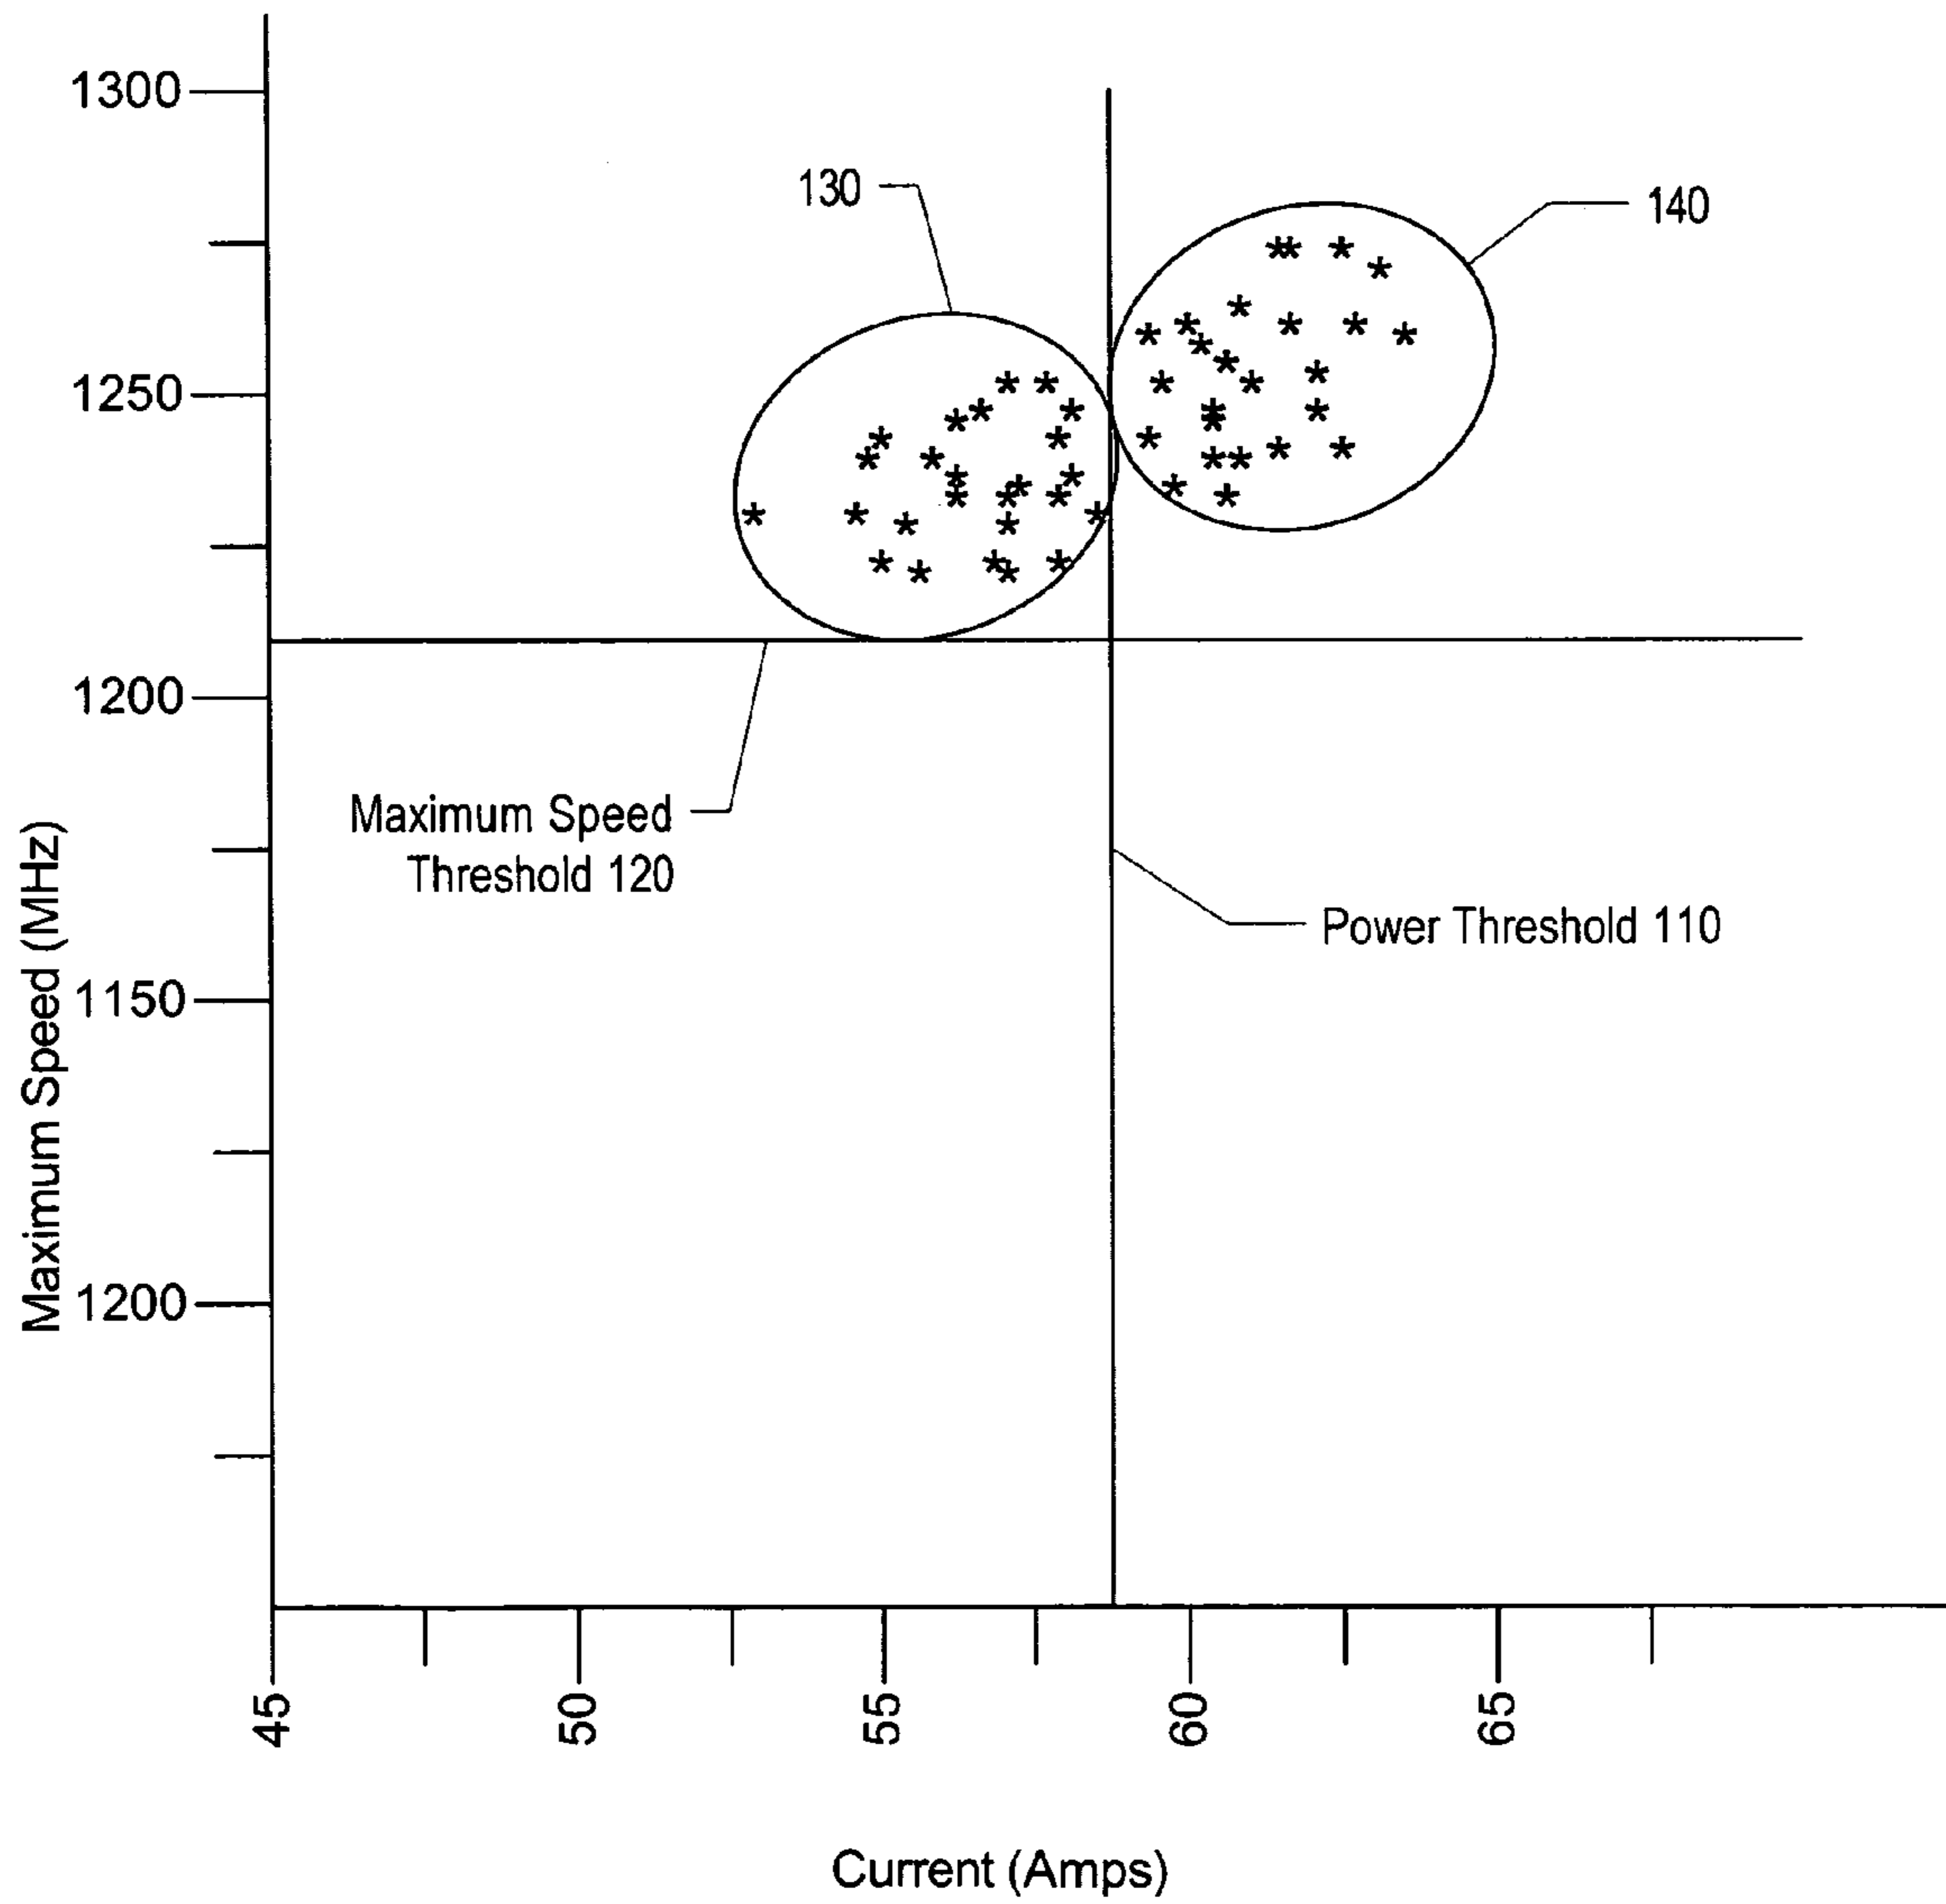 1300
130
140
1250
1200
Maximum Speed
Threshold 120
Power Threshold 110
1150
1200
Maximum Speed (MHz)
45
50
55
60
65
Current (Amps)